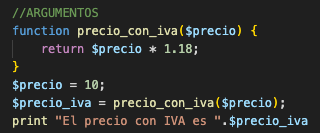 //ARGUMENTOS
function precio_con_iva($precio) {
    return $precio * 1.18;
}
$precio = 10;
$precio_iva = precio_con_iva($precio);
print "El precio con IVA es ".$precio_iva